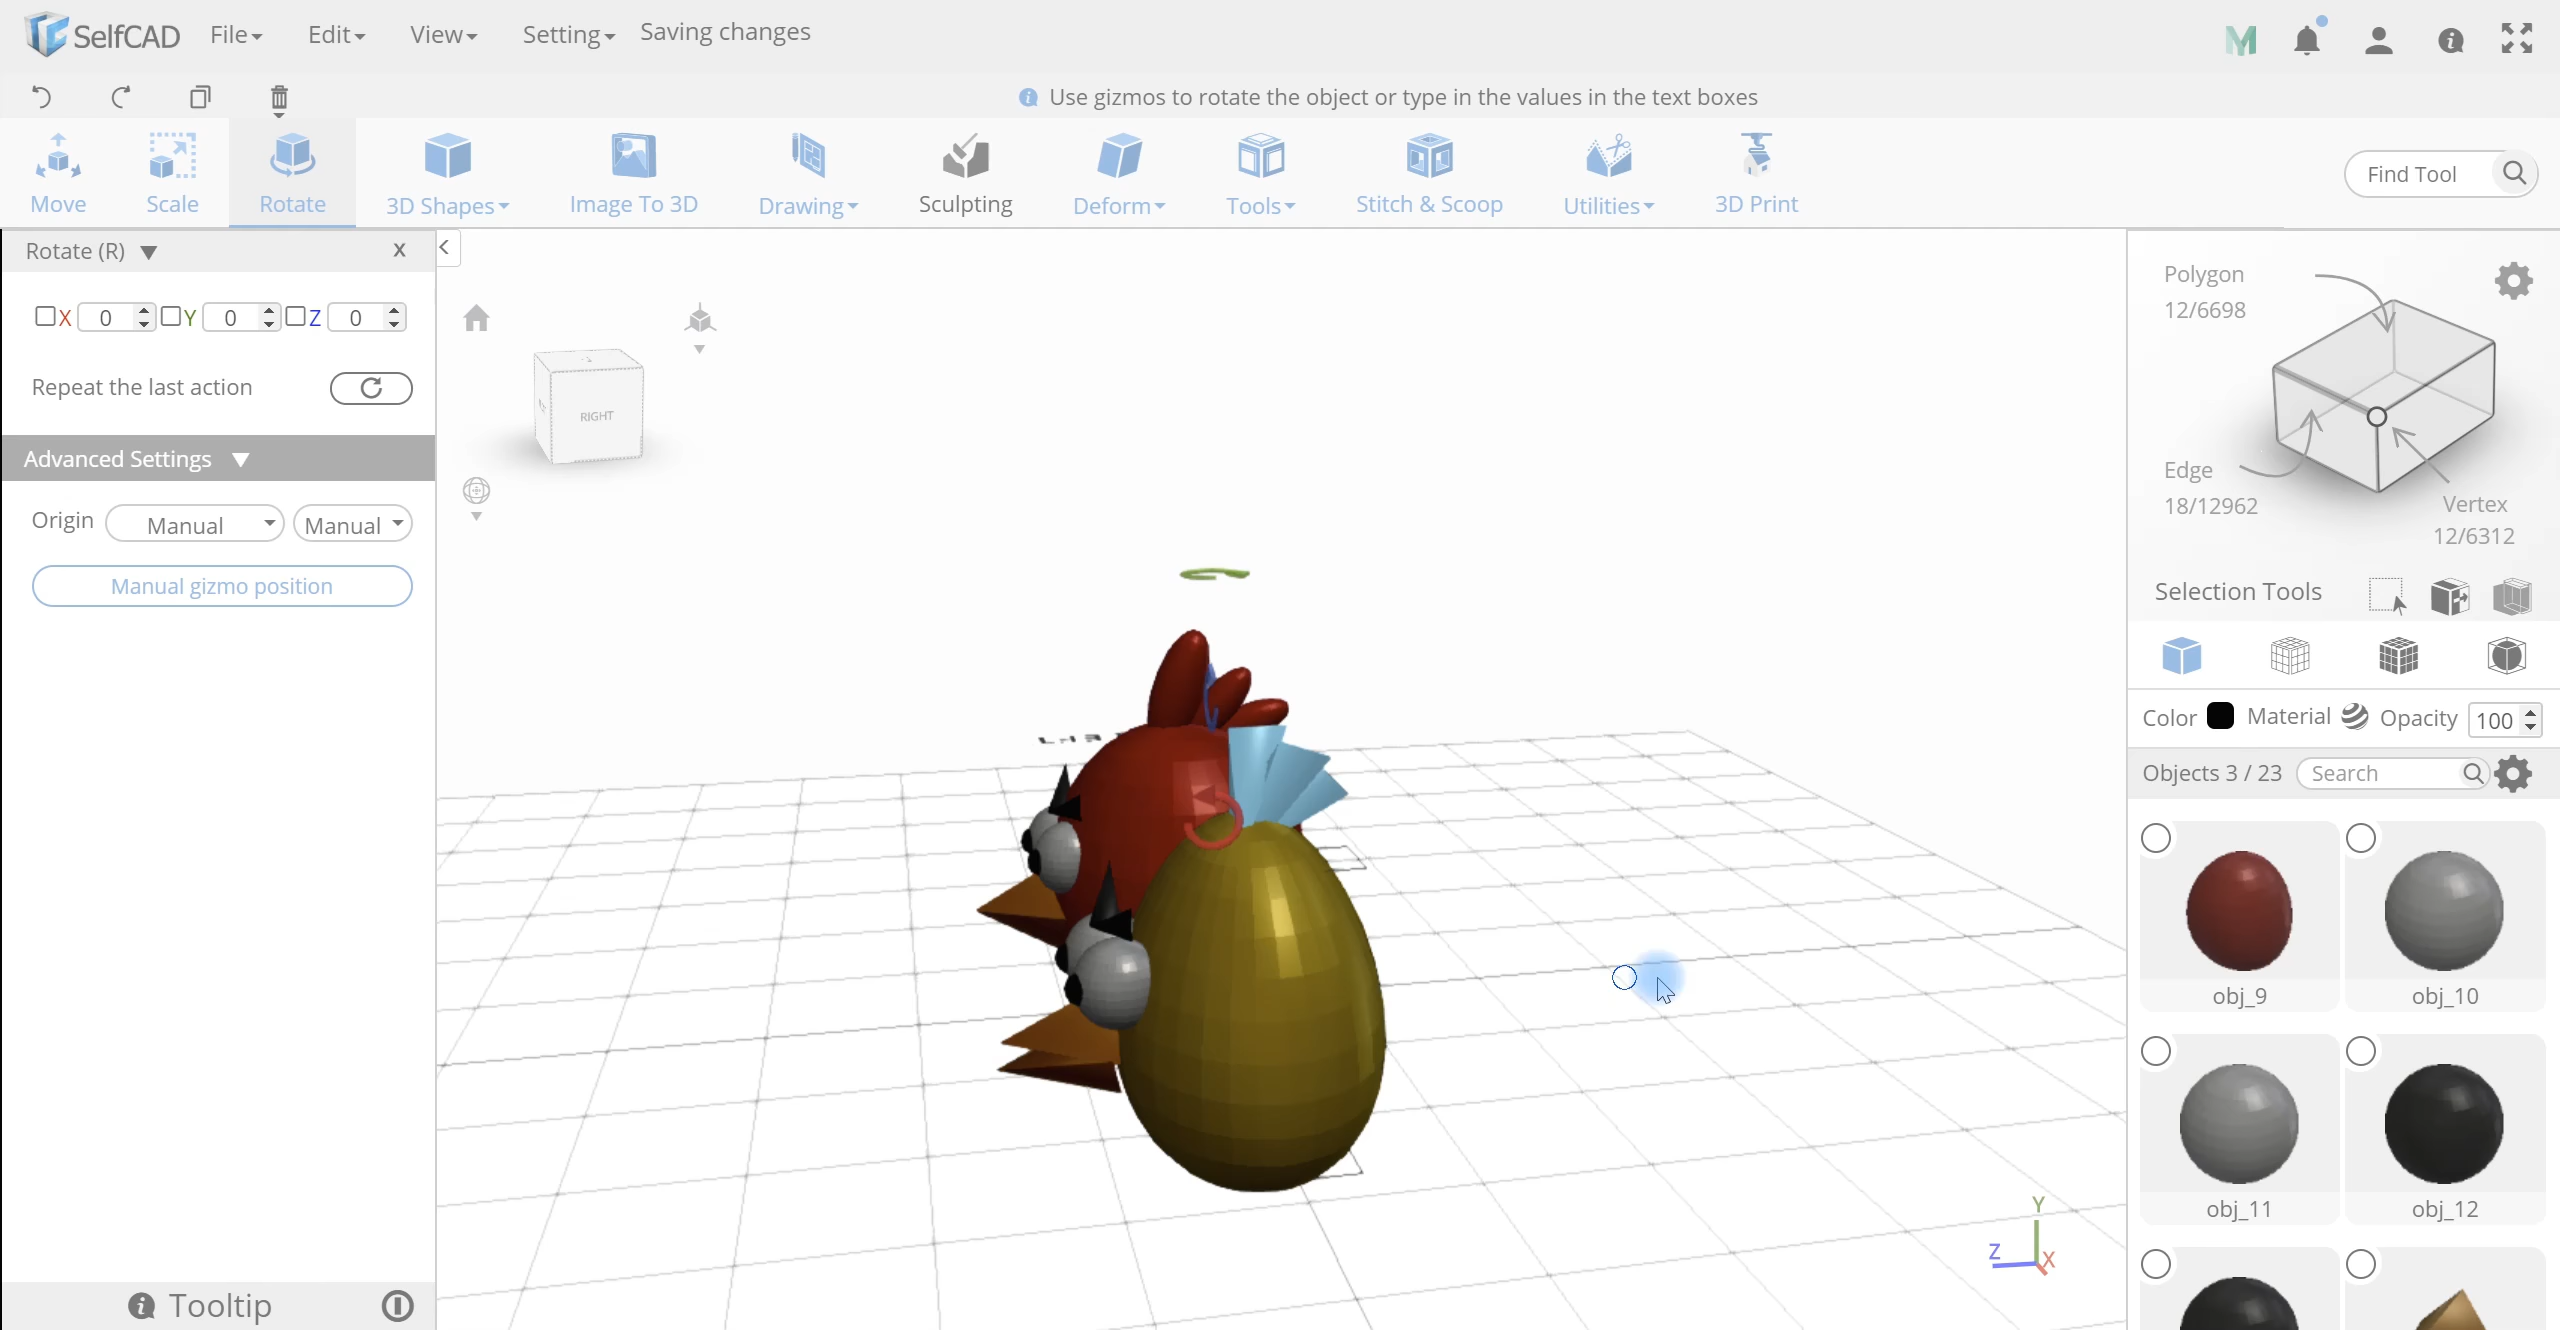 SelfCAD
File
Edit
View
Setting
Saving changes
Use gizmos to rotate the object or type in the values in the text boxes
Move
Scale
Rotate
3D Shapes
Image To 3D
Drawing
Sculpting
Deform
Tools
Stitch & Scoop
Utilities
3D Print
Find Tool
Rotate (R)
x
X 0 Y 0 Z 0
Repeat the last action
Advanced Settings
Origin Manual Manual
Manual gizmo position
Tooltip
RIGHT
Y
Z
X
Polygon
12/6698
Edge
18/12962
Vertex
12/6312
Selection Tools
Color Material Opacity 100
Objects 3 / 23 Search
obj_9
obj_10
obj_11
obj_12